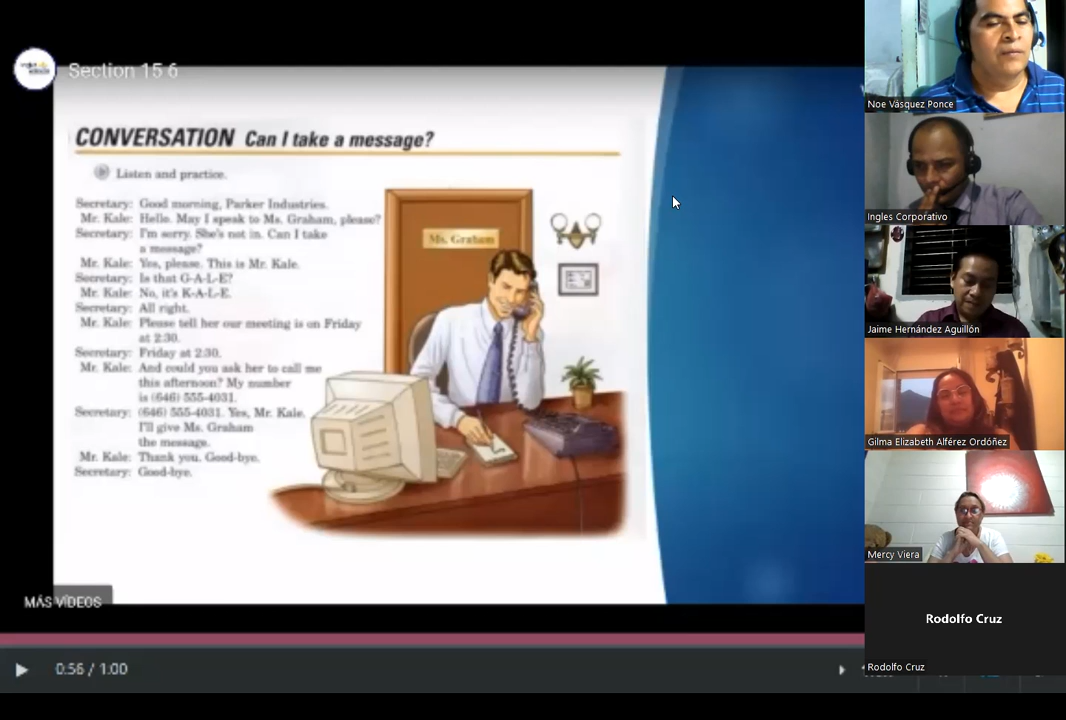 Section 15 6
CONVERSATION Can I take a message?
Listen and practice.
Secretary: Good morning, Parker Industries.
Mr. Kale: Hello. May I speak to Ms. Graham, please?
Secretary: I'm sorry. She's not in. Can I take
a message?
Mr. Kale: Yes, please. This is Mr. Kale.
Secretary: Is that G-A-L-E?
Mr. Kale: No, it's K-A-L-E.
Secretary: All right.
Mr. Kale: Please tell her our meeting is on Friday
at 2:30.
Secretary: Friday at 2:30.
Mr. Kale: And could you ask her to call me
this afternoon? My number
is (646) 555-4031.
Secretary: (646) 555-4031. Yes, Mr. Kale.
I'll give Ms. Graham
the message.
Mr. Kale: Thank you. Good-bye.
Secretary: Good-bye.
Ms. Graham
MÁS VÍDEOS
0:56 / 1:00
Noe Vásquez Ponce
Ingles Corporativo
Jaime Hernández Aguillón
Gilma Elizabeth Alférez Ordóñez
Mercy Viera
Rodolfo Cruz
Rodolfo Cruz